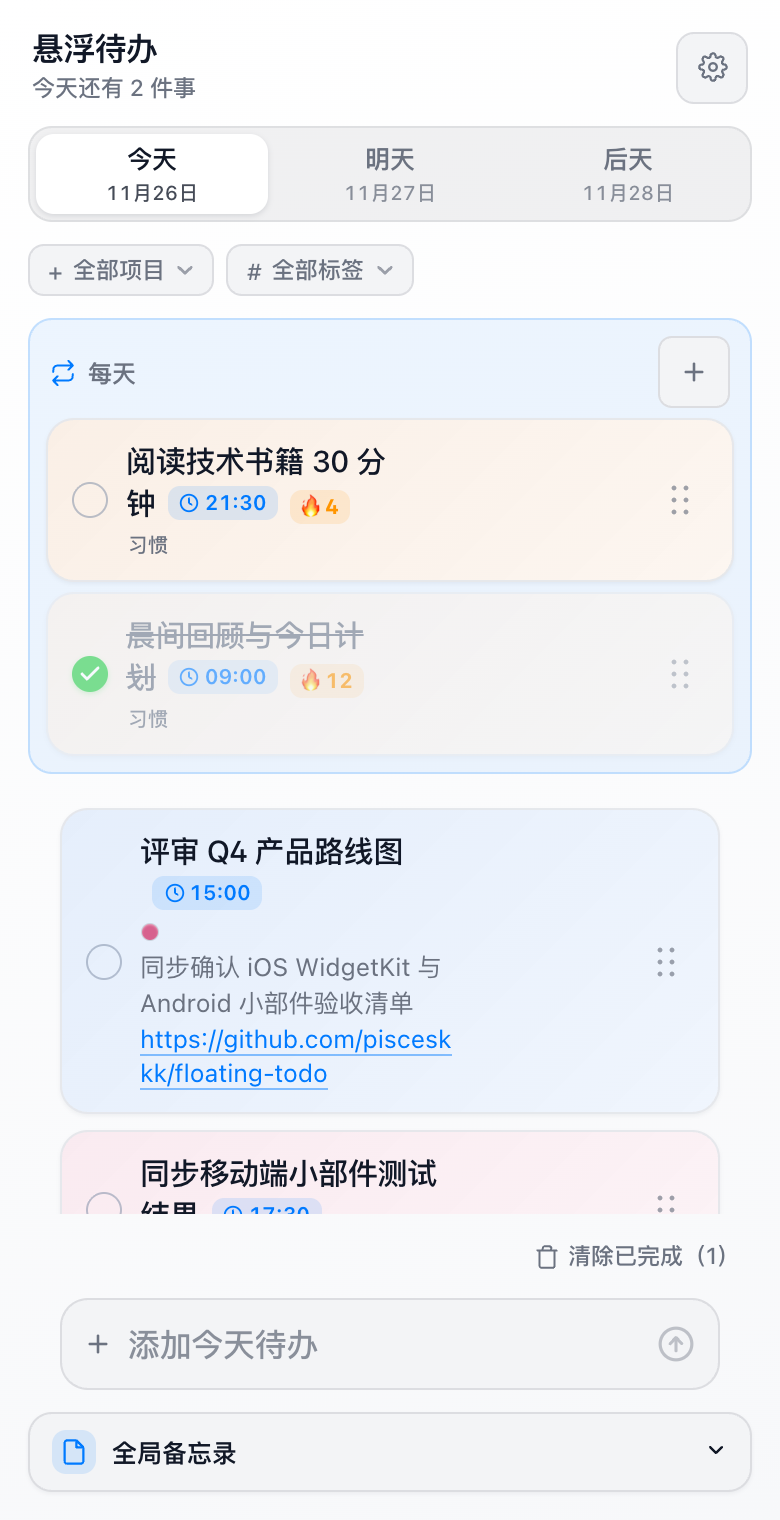 悬浮待办
今天还有 2 件事
今天
11月26日
明天
11月27日
后天
11月28日
+ 全部项目
# 全部标签
每天
+
阅读技术书籍 30 分
钟 21:30 🔥4
习惯
晨间回顾与今日计
划 09:00 🔥12
习惯
评审 Q4 产品路线图
15:00
同步确认 iOS WidgetKit 与
Android 小部件验收清单
https://github.com/piscesk
kk/floating-todo
同步移动端小部件测试
结果 17:30
清除已完成（1）
+ 添加今天待办
全局备忘录